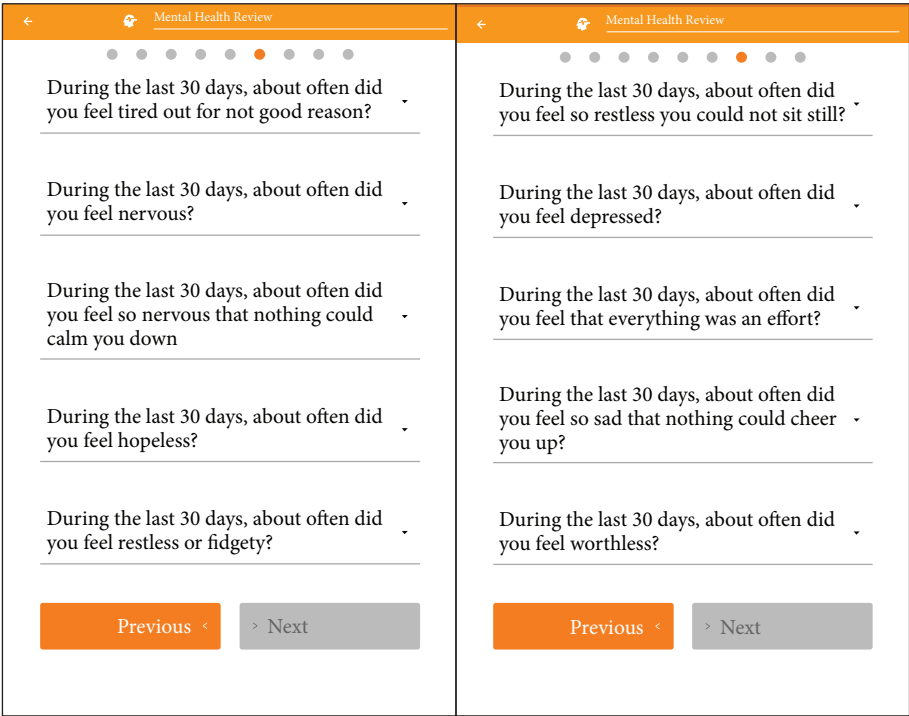 Mental Health Review
During the last 30 days, about often did
you feel tired out for not good reason?
During the last 30 days, about often did
you feel nervous?
During the last 30 days, about often did
you feel so nervous that nothing could
calm you down
During the last 30 days, about often did
you feel hopeless?
During the last 30 days, about often did
you feel restless or fidgety?
Previous <
> Next
Mental Health Review
During the last 30 days, about often did
you feel so restless you could not sit still?
During the last 30 days, about often did
you feel depressed?
During the last 30 days, about often did
you feel that everything was an effort?
During the last 30 days, about often did
you feel so sad that nothing could cheer
you up?
During the last 30 days, about often did
you feel worthless?
Previous <
> Next